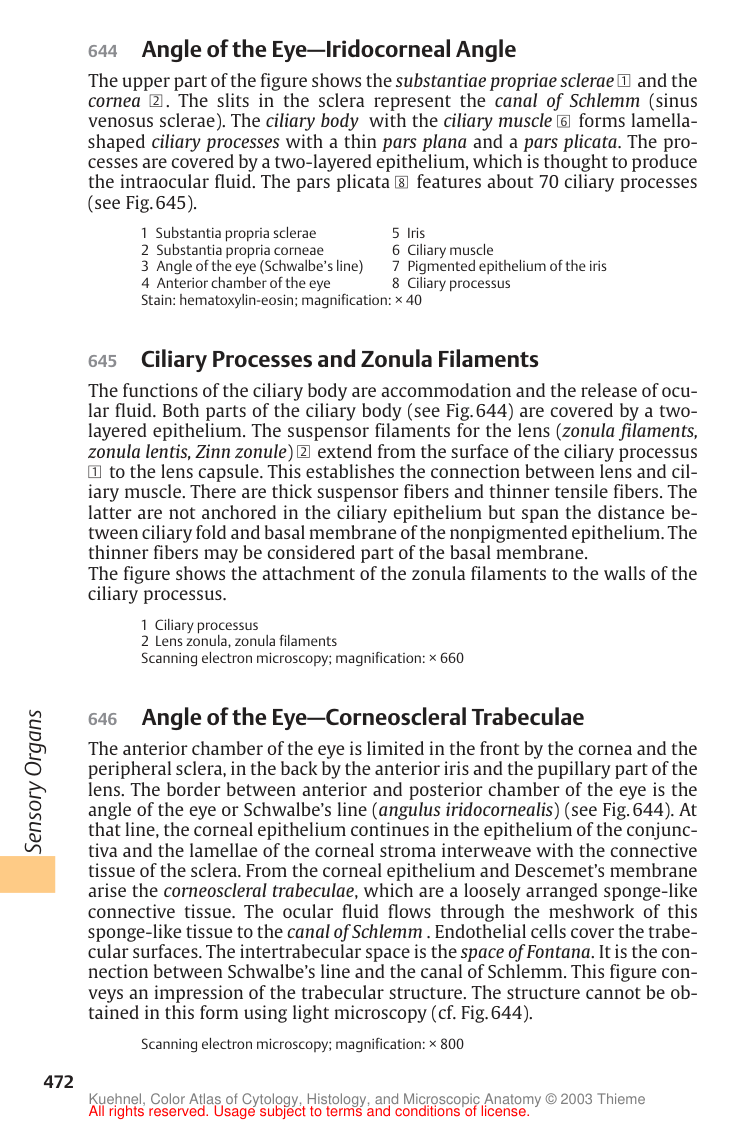 644 Angle of the Eye—Iridocorneal Angle
The upper part of the figure shows the substantiae propriae sclerae 1 and the
cornea 2. The slits in the sclera represent the canal of Schlemm (sinus
venosus sclerae). The ciliary body with the ciliary muscle 6 forms lamella-
shaped ciliary processes with a thin pars plana and a pars plicata. The pro-
cesses are covered by a two-layered epithelium, which is thought to produce
the intraocular fluid. The pars plicata 8 features about 70 ciliary processes
(see Fig. 645).
1 Substantia propria sclerae 5 Iris
2 Substantia propria corneae 6 Ciliary muscle
3 Angle of the eye (Schwalbe’s line) 7 Pigmented epithelium of the iris
4 Anterior chamber of the eye 8 Ciliary processus
Stain: hematoxylin-eosin; magnification: × 40
645 Ciliary Processes and Zonula Filaments
The functions of the ciliary body are accommodation and the release of ocu-
lar fluid. Both parts of the ciliary body (see Fig. 644) are covered by a two-
layered epithelium. The suspensor filaments for the lens (zonula filaments,
zonula lentis, Zinn zonule) 2 extend from the surface of the ciliary processus
1 to the lens capsule. This establishes the connection between lens and cil-
iary muscle. There are thick suspensor fibers and thinner tensile fibers. The
latter are not anchored in the ciliary epithelium but span the distance be-
tween ciliary fold and basal membrane of the nonpigmented epithelium. The
thinner fibers may be considered part of the basal membrane.
The figure shows the attachment of the zonula filaments to the walls of the
ciliary processus.
1 Ciliary processus
2 Lens zonula, zonula filaments
Scanning electron microscopy; magnification: × 660
646 Angle of the Eye—Corneoscleral Trabeculae
The anterior chamber of the eye is limited in the front by the cornea and the
peripheral sclera, in the back by the anterior iris and the pupillary part of the
lens. The border between anterior and posterior chamber of the eye is the
angle of the eye or Schwalbe’s line (angulus iridocornealis) (see Fig. 644). At
that line, the corneal epithelium continues in the epithelium of the conjunc-
tiva and the lamellae of the corneal stroma interweave with the connective
tissue of the sclera. From the corneal epithelium and Descemet’s membrane
arise the corneoscleral trabeculae, which are a loosely arranged sponge-like
connective tissue. The ocular fluid flows through the meshwork of this
sponge-like tissue to the canal of Schlemm . Endothelial cells cover the trabe-
cular surfaces. The intertrabecular space is the space of Fontana. It is the con-
nection between Schwalbe’s line and the canal of Schlemm. This figure con-
veys an impression of the trabecular structure. The structure cannot be ob-
tained in this form using light microscopy (cf. Fig. 644).
Scanning electron microscopy; magnification: × 800
Sensory Organs
472
Kuehnel, Color Atlas of Cytology, Histology, and Microscopic Anatomy © 2003 Thieme
All rights reserved. Usage subject to terms and conditions of license.